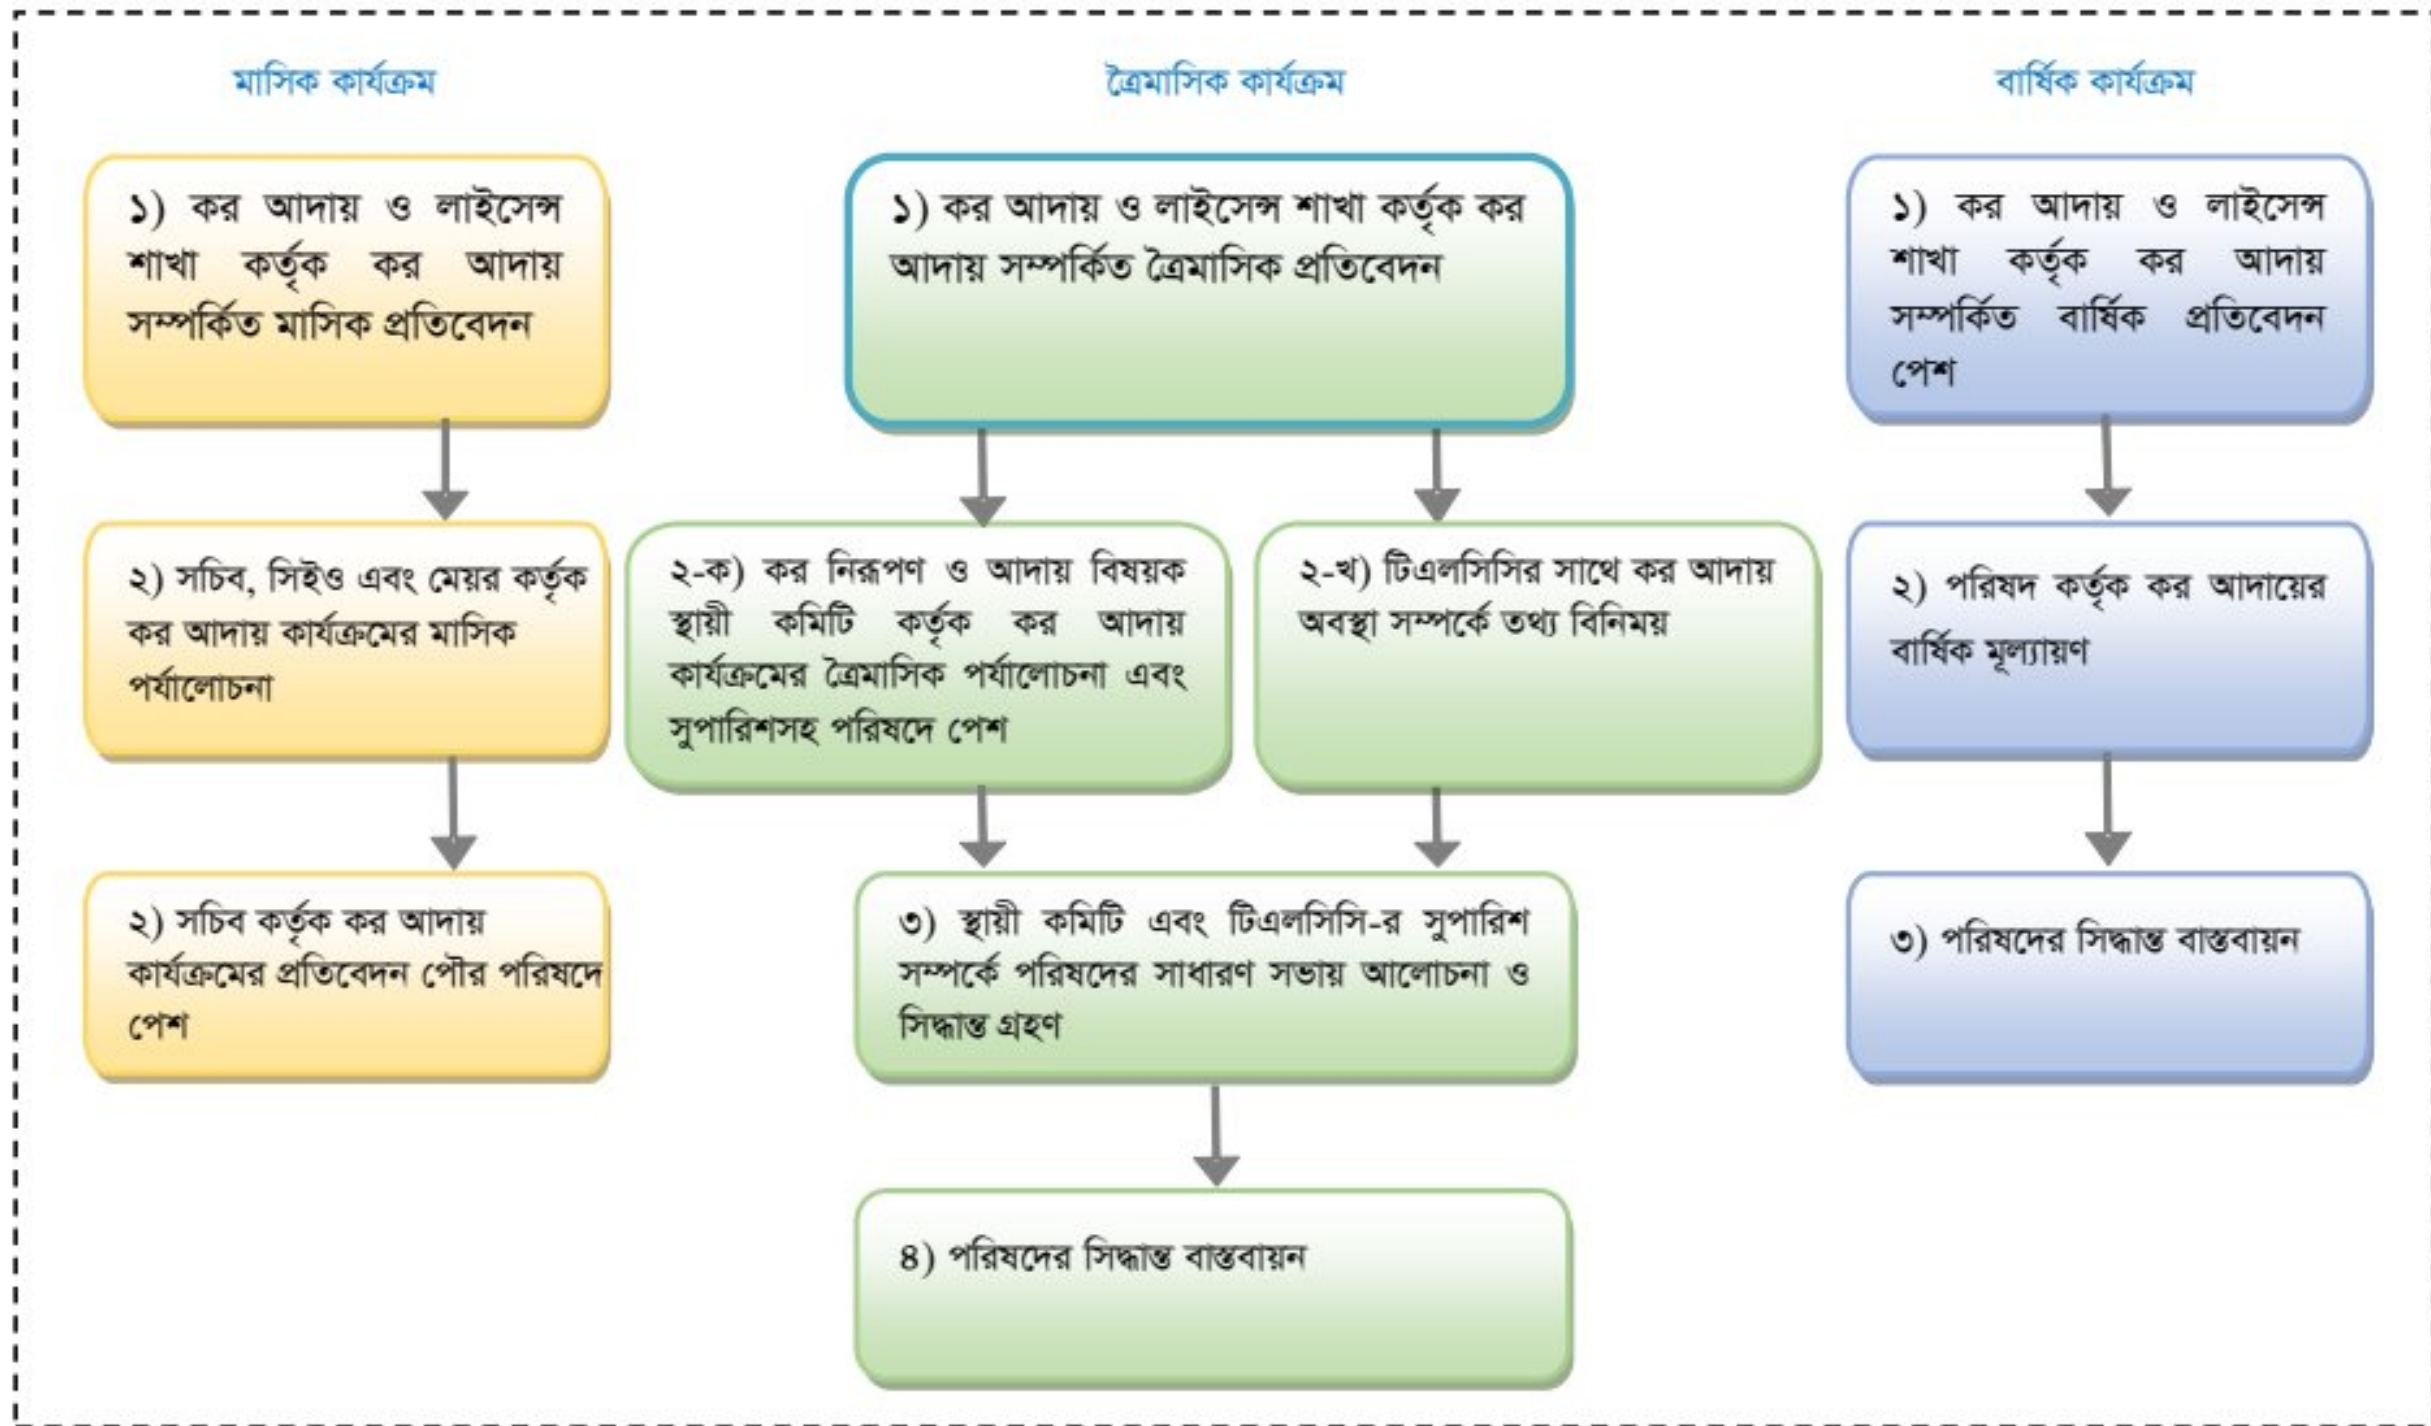 মাসিক কার্যক্রম
১) কর আদায় ও লাইসেন্স
শাখা কর্তৃক কর আদায়
সম্পর্কিত মাসিক প্রতিবেদন
২) সচিব, সিইও এবং মেয়র কর্তৃক
কর আদায় কার্যক্রমের মাসিক
পর্যালোচনা
২) সচিব কর্তৃক কর আদায়
কার্যক্রমের প্রতিবেদন পৌর পরিষদে
পেশ
ত্রৈমাসিক কার্যক্রম
১) কর আদায় ও লাইসেন্স শাখা কর্তৃক কর
আদায় সম্পর্কিত ত্রৈমাসিক প্রতিবেদন
২-ক) কর নিরূপণ ও আদায় বিষয়ক
স্থায়ী কমিটি কর্তৃক কর আদায়
কার্যক্রমের ত্রৈমাসিক পর্যালোচনা এবং
সুপারিশসহ পরিষদে পেশ
২-খ) টিএলসিসির সাথে কর আদায়
অবস্থা সম্পর্কে তথ্য বিনিময়
৩) স্থায়ী কমিটি এবং টিএলসিসি-র সুপারিশ
সম্পর্কে পরিষদের সাধারণ সভায় আলোচনা ও
সিদ্ধান্ত গ্রহণ
৪) পরিষদের সিদ্ধান্ত বাস্তবায়ন
বার্ষিক কার্যক্রম
১) কর আদায় ও লাইসেন্স
শাখা কর্তৃক কর আদায়
সম্পর্কিত বার্ষিক প্রতিবেদন
পেশ
২) পরিষদ কর্তৃক কর আদায়ের
বার্ষিক মূল্যায়ণ
৩) পরিষদের সিদ্ধান্ত বাস্তবায়ন